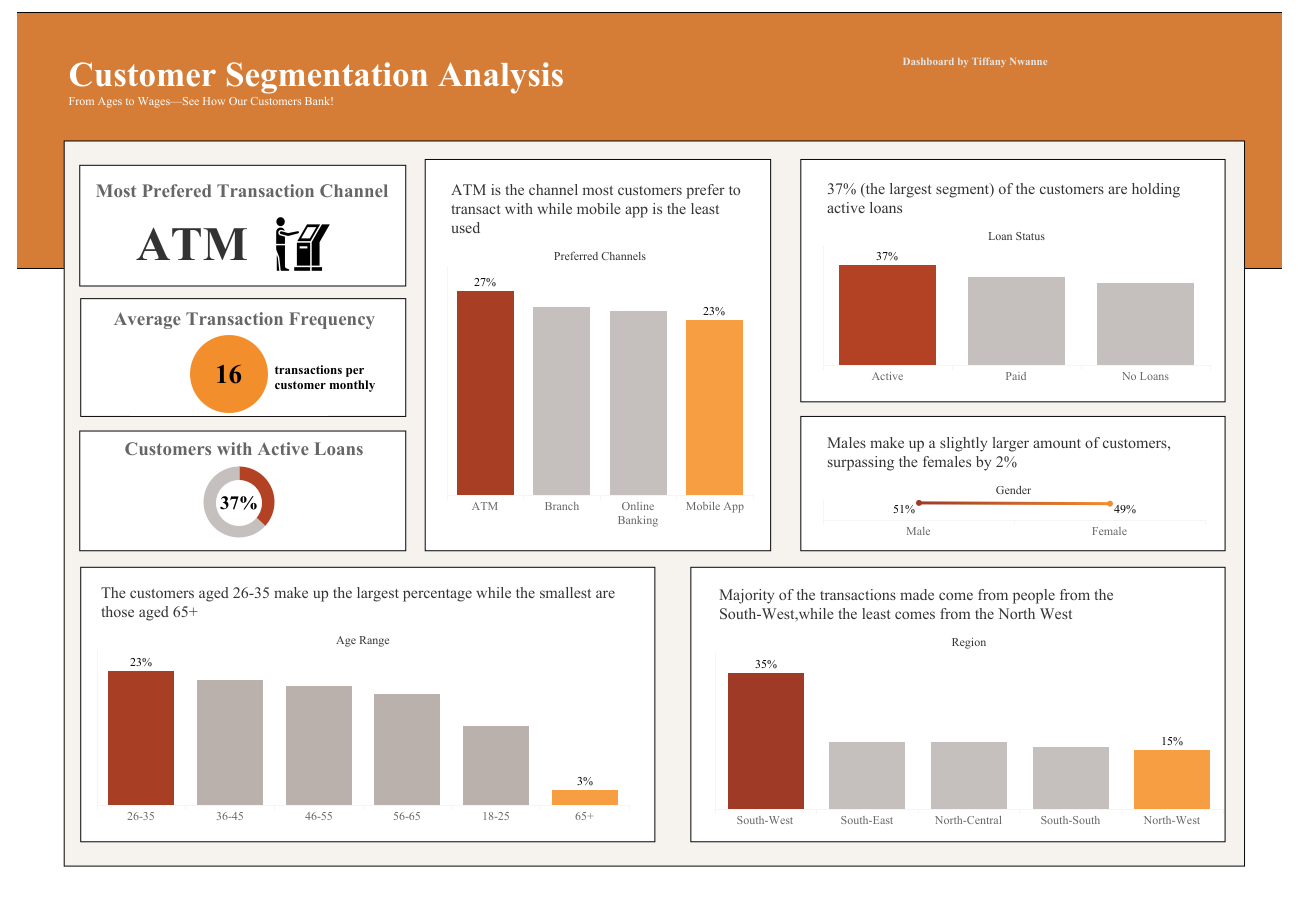 Customer Segmentation Analysis
From Ages to Wages—See How Our Customers Bank!
Dashboard by Tiffany Nwanne
Most Prefered Transaction Channel
ATM
Average Transaction Frequency
16
transactions per
customer monthly
Customers with Active Loans
37%
ATM is the channel most customers prefer to
transact with while mobile app is the least
used
Preferred Channels
27%
23%
ATM
Branch
Online
Banking
Mobile App
37% (the largest segment) of the customers are holding
active loans
Loan Status
37%
Active
Paid
No Loans
Males make up a slightly larger amount of customers,
surpassing the females by 2%
Gender
51%
49%
Male
Female
The customers aged 26-35 make up the largest percentage while the smallest are
those aged 65+
Age Range
23%
3%
26-35
36-45
46-55
56-65
18-25
65+
Majority of the transactions made come from people from the
South-West,while the least comes from the North West
Region
35%
15%
South-West
South-East
North-Central
South-South
North-West